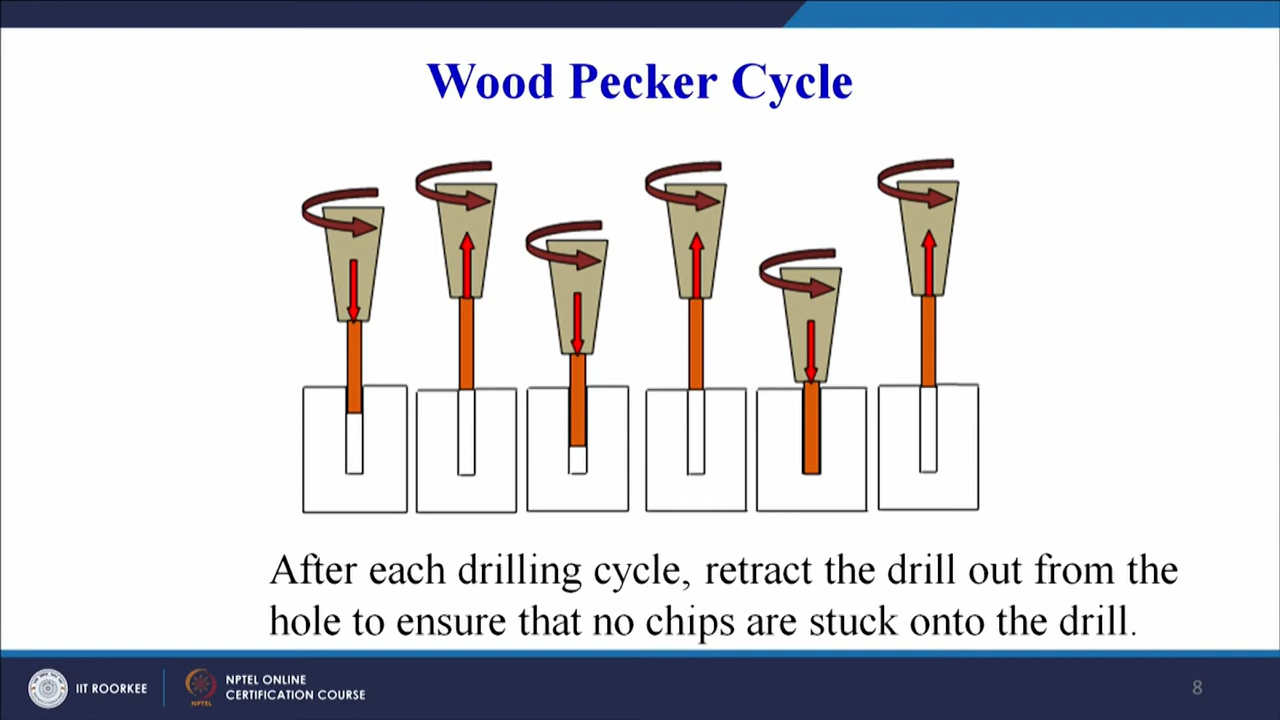 Wood Pecker Cycle
After each drilling cycle, retract the drill out from the
hole to ensure that no chips are stuck onto the drill.
IIT ROORKEE
NPTEL
NPTEL ONLINE
CERTIFICATION COURSE
8